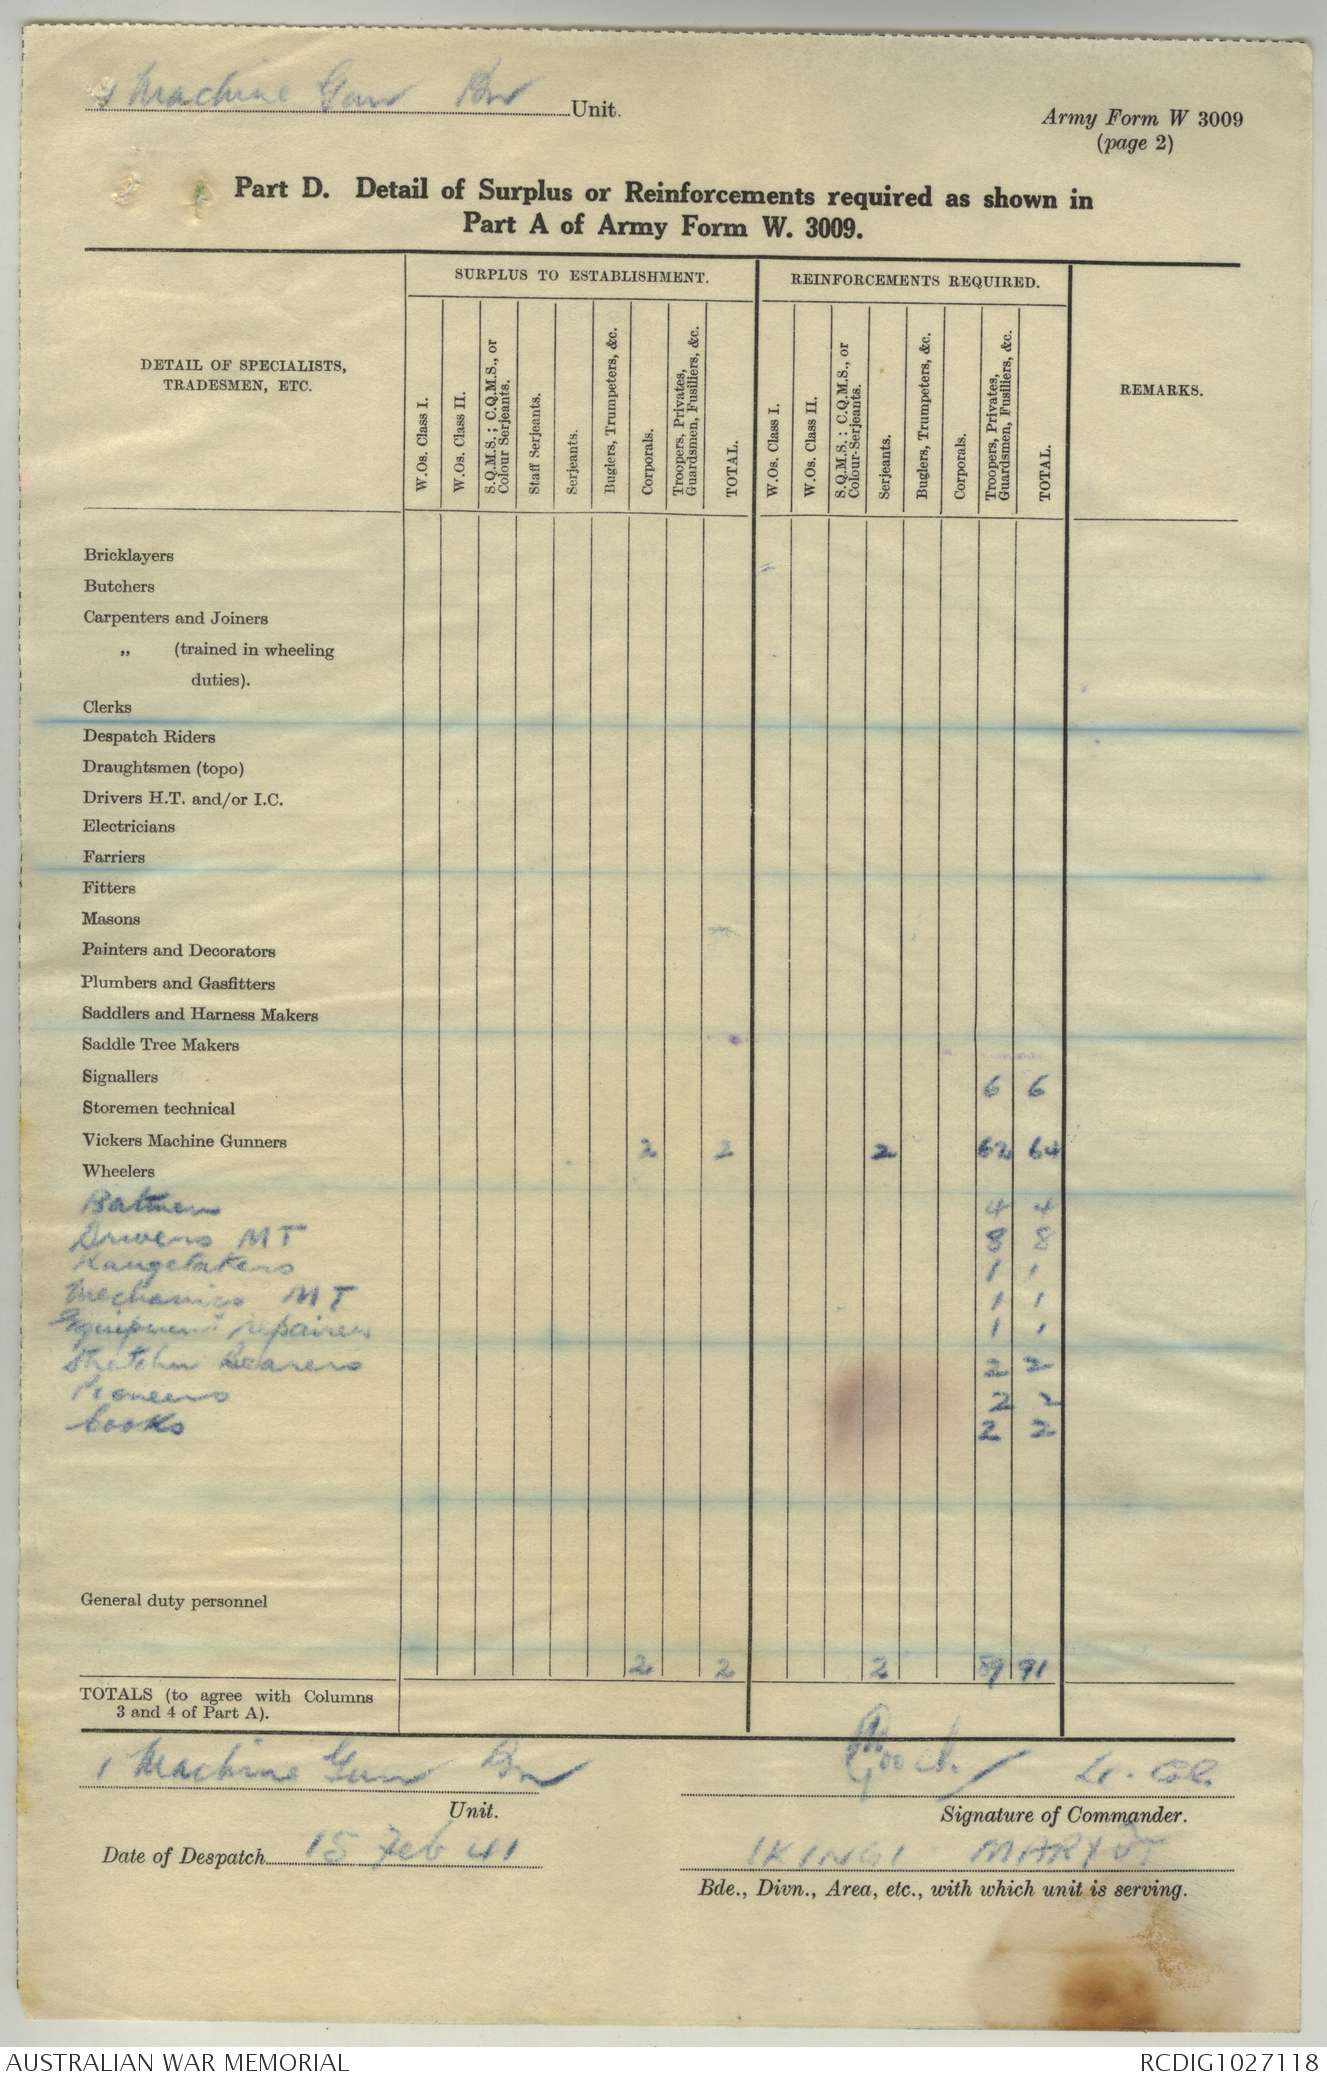 1 Machine Gun Bn Unit.
Army Form W 3009
(page 2)
Part D. Detail of Surplus or Reinforcements required as shown in
Part A of Army Form W. 3009.
DETAIL OF SPECIALISTS,
TRADESMEN, ETC.
SURPLUS TO ESTABLISHMENT.
W.Os. Class I.
W.Os. Class II.
S.Q.M.S.; C.Q.M.S., or
Colour Serjeants.
Staff Serjeants.
Serjeants.
Buglers, Trumpeters, &c.
Corporals.
Troopers, Privates,
Guardsmen, Fusiliers, &c.
TOTAL.
REINFORCEMENTS REQUIRED.
W.Os. Class I.
W.Os. Class II.
S.Q.M.S.; C.Q.M.S., or
Colour-Serjeants.
Serjeants.
Buglers, Trumpeters, &c.
Corporals.
Troopers, Privates,
Guardsmen, Fusiliers, &c.
TOTAL.
REMARKS.
Bricklayers
Butchers
Carpenters and Joiners
„ (trained in wheeling
duties).
Clerks
Despatch Riders
Draughtsmen (topo)
Drivers H.T. and/or I.C.
Electricians
Farriers
Fitters
Masons
Painters and Decorators
Plumbers and Gasfitters
Saddlers and Harness Makers
Saddle Tree Makers
Signallers 6 6
Storemen technical
Vickers Machine Gunners 2 2 2 62 64
Wheelers
Batmen 4 4
Drivers MT 8 8
Rangetakers 1 1
Mechanics MT 1 1
Equipment repairers 1 1
Stretcher Bearers 2 2
Pioneers 2 2
Cooks 2 2
General duty personnel
2 2 2 89 91
TOTALS (to agree with Columns
3 and 4 of Part A).
1 Machine Gun Bn
Unit.
Gooch Lt. Col.
Signature of Commander.
Date of Despatch 15 Feb 41
IKINGI MARYUT
Bde., Divn., Area, etc., with which unit is serving.
AUSTRALIAN WAR MEMORIAL
RCDIG1027118